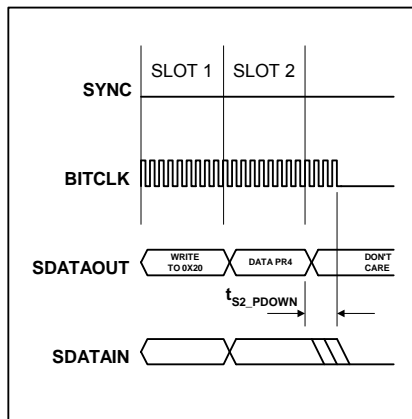 SLOT 1 SLOT 2
SYNC
BITCLK
SDATAOUT
WRITE
TO 0X20
DATA PR4
DON'T
CARE
tS2_PDOWN
SDATAIN